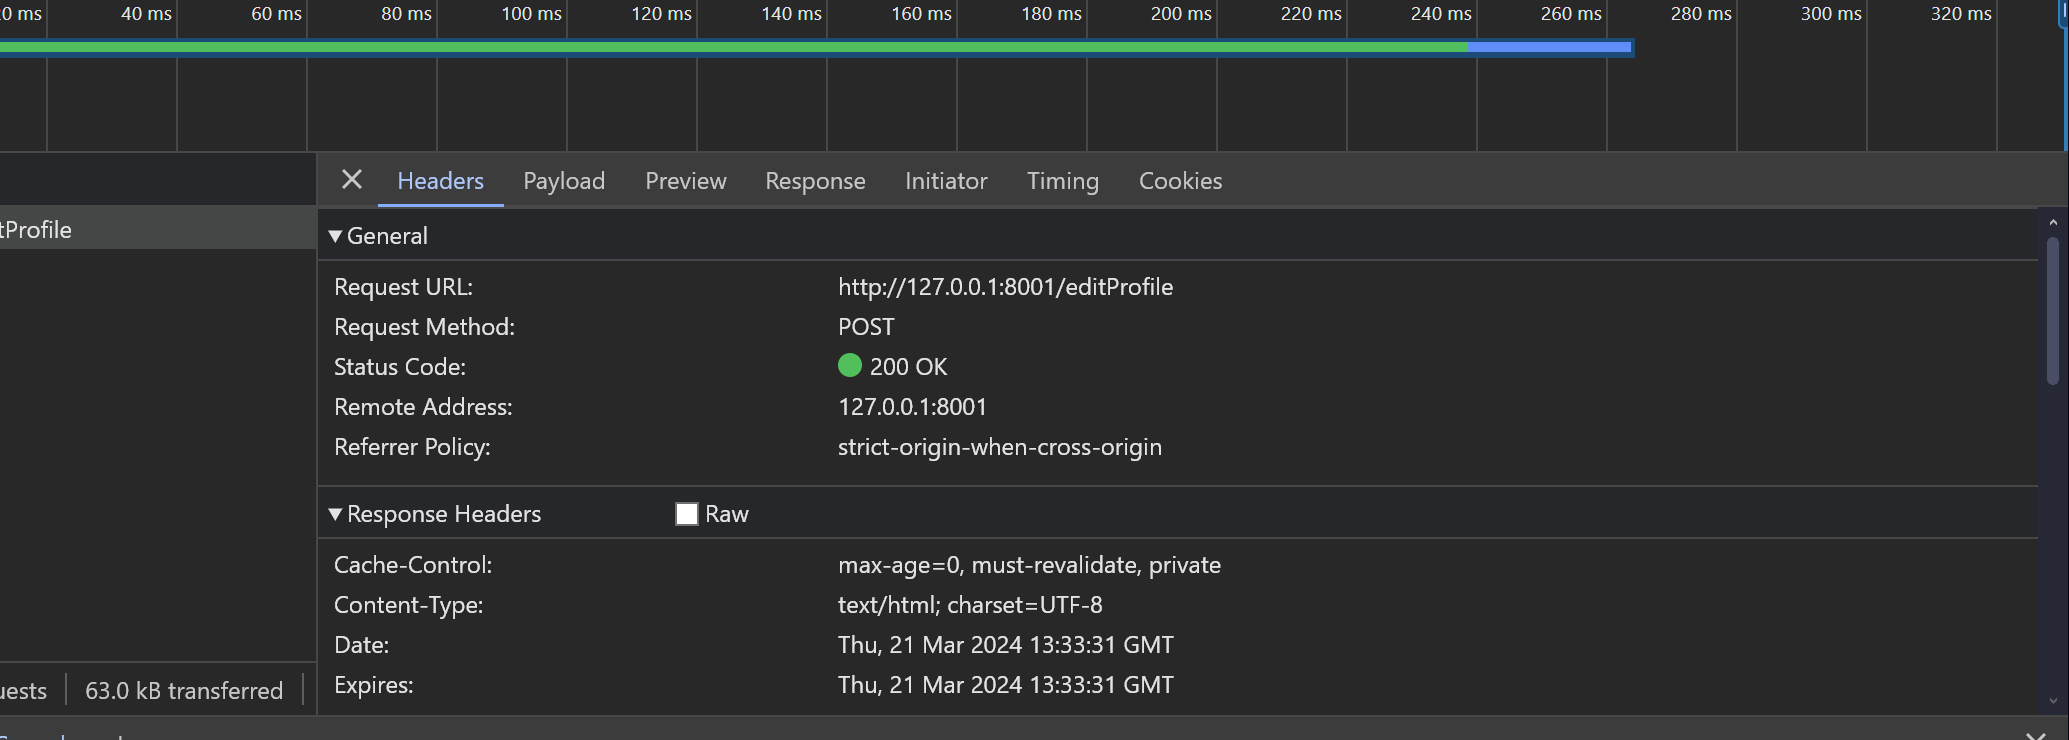 0 ms 40 ms 60 ms 80 ms 100 ms 120 ms 140 ms 160 ms 180 ms 200 ms 220 ms 240 ms 260 ms 280 ms 300 ms 320 ms
Headers Payload Preview Response Initiator Timing Cookies
tProfile
General
Request URL: http://127.0.0.1:8001/editProfile
Request Method: POST
Status Code: 200 OK
Remote Address: 127.0.0.1:8001
Referrer Policy: strict-origin-when-cross-origin
Response Headers Raw
Cache-Control: max-age=0, must-revalidate, private
Content-Type: text/html; charset=UTF-8
Date: Thu, 21 Mar 2024 13:33:31 GMT
Expires: Thu, 21 Mar 2024 13:33:31 GMT
uests 63.0 kB transferred